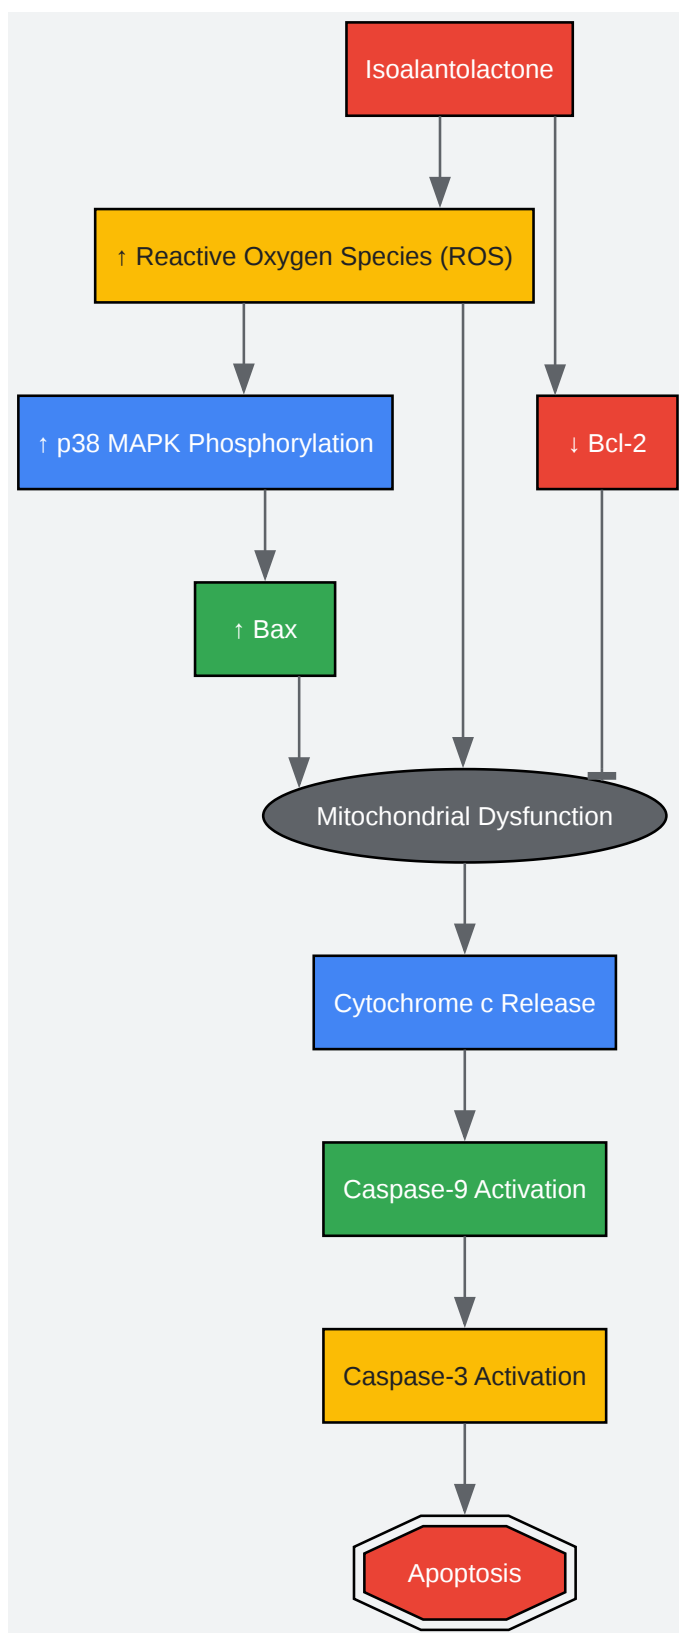 Isoalantolactone
↑ Reactive Oxygen Species (ROS)
↑ p38 MAPK Phosphorylation
↓ Bcl-2
↑ Bax
Mitochondrial Dysfunction
Cytochrome c Release
Caspase-9 Activation
Caspase-3 Activation
Apoptosis